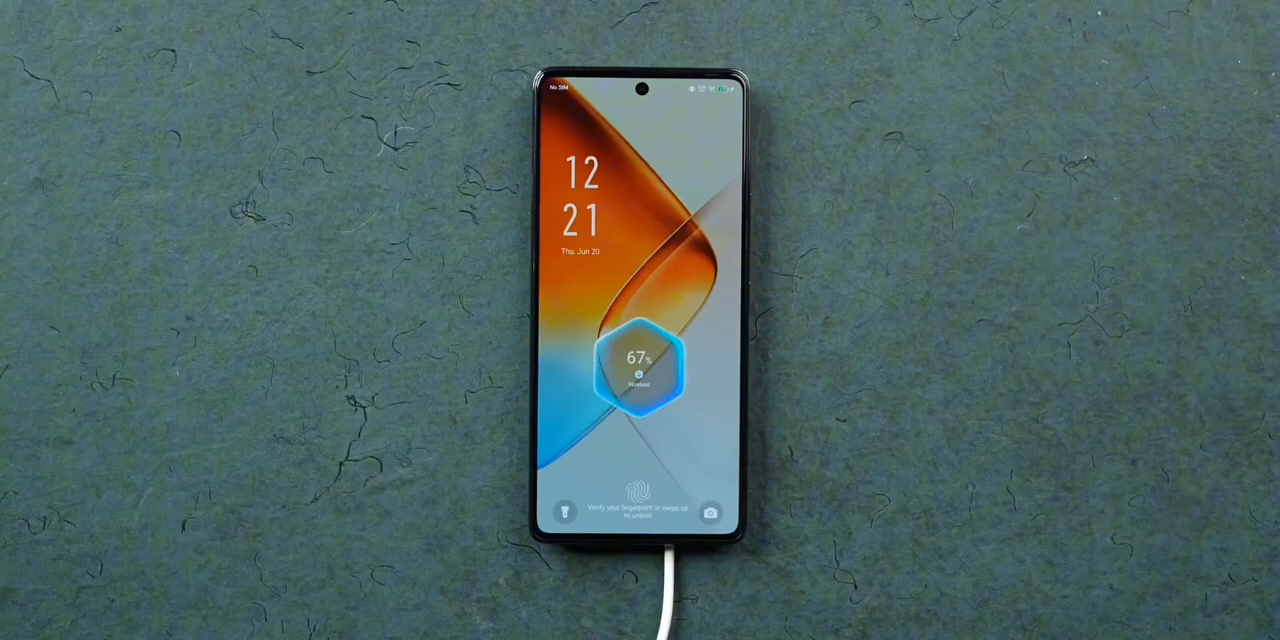 No SIM
12
21
Thu, Jun 20
67%
Wireless
Verify your fingerprint or swipe up
to unlock